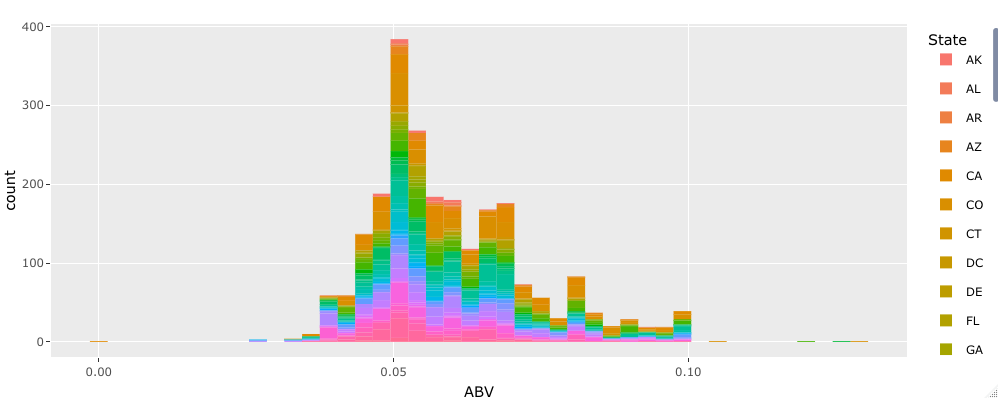 400
300
200
100
0
count
0.00
0.05
0.10
ABV
State
AK
AL
AR
AZ
CA
CO
CT
DC
DE
FL
GA